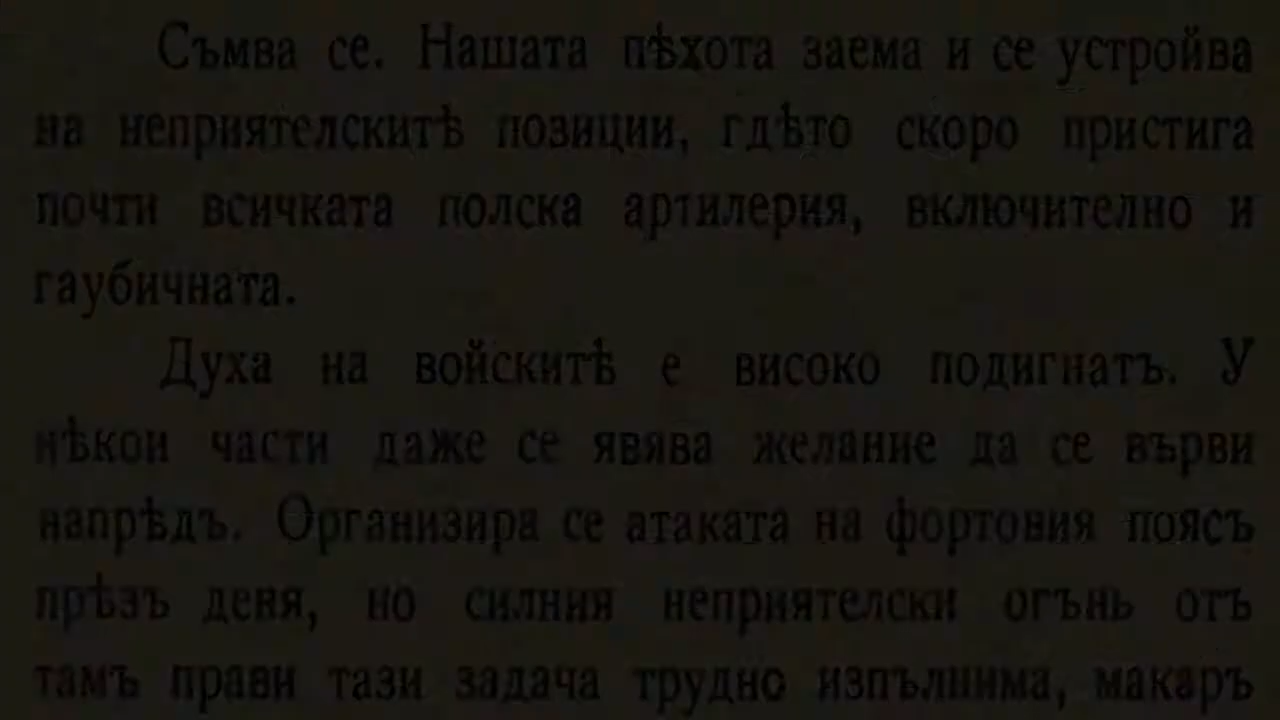 Съмва се. Нашата пѣхота заема и се устройва
на неприятелскитѣ позиции, гдѣто скоро пристига
почти всичката полска артилерия, включително и
гаубичната.
Духа на войскитѣ е високо подигнатъ. У
нѣкои части даже се явява желание да се върви
напрѣдъ. Организира се атаката на фортовия поясъ
прѣзъ деня, но силния неприятелски огънь отъ
тамъ прави тази задача трудно изпълнима, макаръ